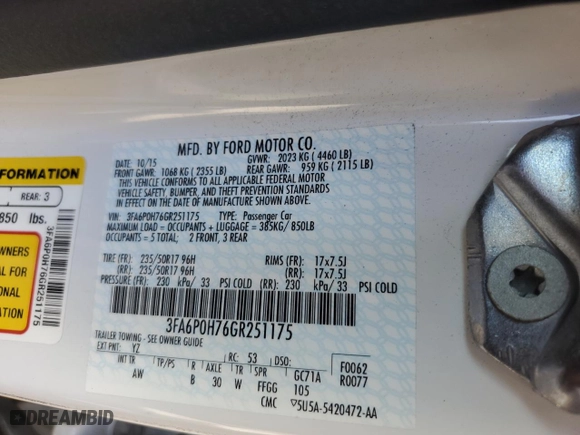 FORMATION
REAR: 3
850 lbs.
OWNERS
AL FOR
ONAL
ATION
3FA6P0H76GR251175
MFD. BY FORD MOTOR CO.
DATE: 10/15 GVWR: 2023 KG ( 4460 LB)
FRONT GAWR: 1068 KG ( 2355 LB) REAR GAWR: 959 KG ( 2115 LB)
THIS VEHICLE CONFORMS TO ALL APPLICABLE FEDERAL MOTOR
VEHICLE SAFETY, BUMPER, AND THEFT PREVENTION STANDARDS
IN EFFECT ON THE DATE OF MANUFACTURE SHOWN ABOVE.
VIN: 3FA6P0H76GR251175 TYPE: Passenger Car
MAXIMUM LOAD = OCCUPANTS + LUGGAGE = 385KG/ 850LB
OCCUPANTS = 5 TOTAL; 2 FRONT, 3 REAR
TIRE (FR) 235/50R17 96H RIMS (FR) 17x7.5J
(RR) 235/50R17 96H (RR) 17x7.5J
PRESSURE (FR) 230 kPa/ 33 PSI COLD (RR) 230 kPa/33 PSI COLD
3FA6P0H76GR251175
TRAILER TOWING - SEE OWNER GUIDE
EXT PNT: YZ RC: 53 DSO: F0062
INT TR TP/PS R AXLE TR SPR GC71A R0077
AW B 30 W FFGG 105
CMC ▽5U5A-5420472-AA